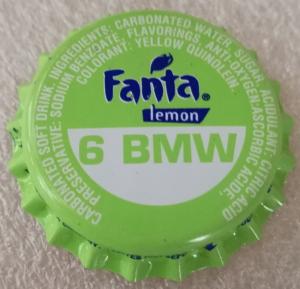 CARBONATED SOFT DRINK. INGREDIENTS: CARBONATED WATER, SUGAR, ACIDULANT: CITRIC ACID
PRESERVATIVE: SODIUM BENZOATE, FLAVORINGS, ANTI-OXYGEN: ASCORBIC ACID,
COLORANT: YELLOW QUINOLEIN.
Fanta®
lemon
6 BMW